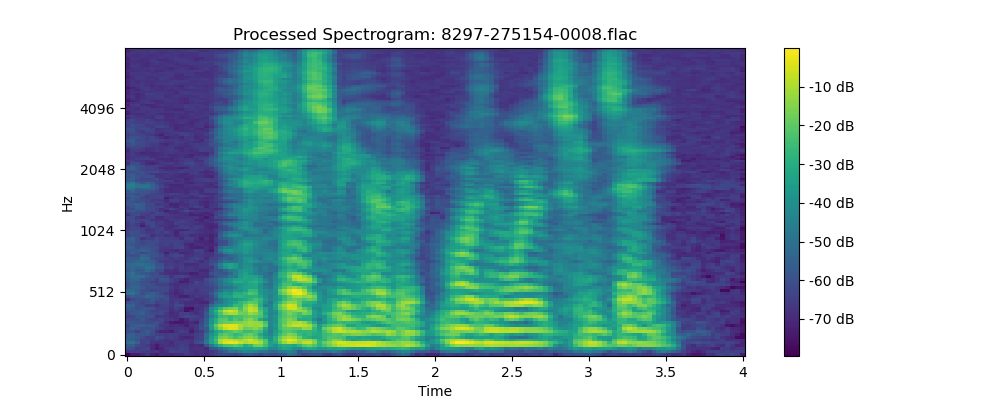 Processed Spectrogram: 8297-275154-0008.flac
Hz
4096
2048
1024
512
0
0 0.5 1 1.5 2 2.5 3 3.5 4
Time
-10 dB
-20 dB
-30 dB
-40 dB
-50 dB
-60 dB
-70 dB